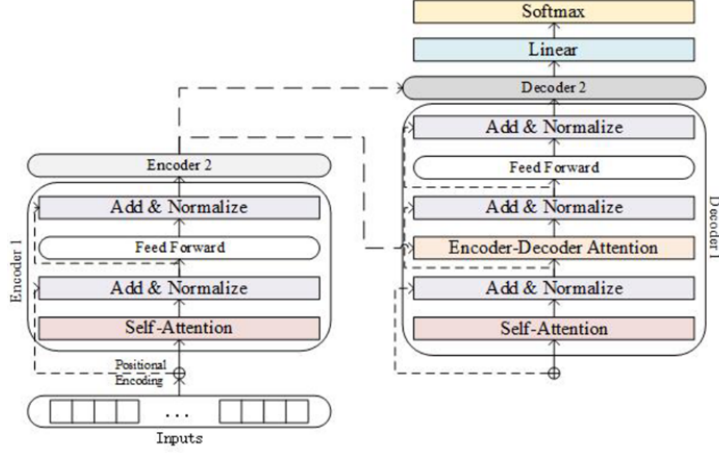 Softmax
Linear
Decoder 2
Add & Normalize
Feed Forward
Add & Normalize
Encoder-Decoder Attention
Add & Normalize
Self-Attention
Decoder 1
Encoder 2
Add & Normalize
Feed Forward
Add & Normalize
Self-Attention
Encoder 1
Positional
Encoding
...
Inputs